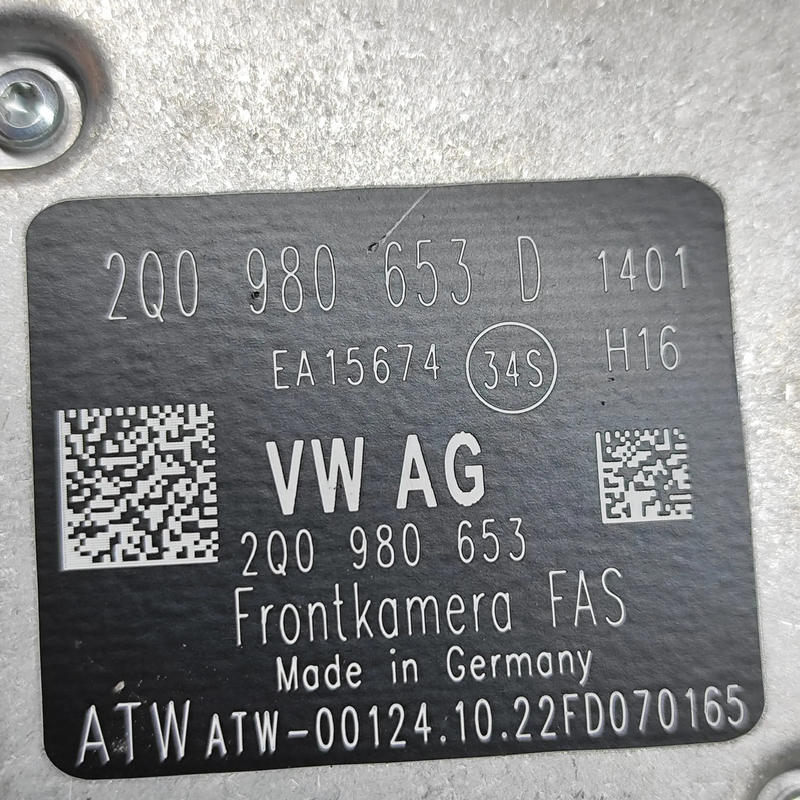 2Q0 980 653 D 1401
EA15674 34S H16
VW AG
2Q0 980 653
Frontkamera FAS
Made in Germany
ATW ATW-00124.10.22FD070165